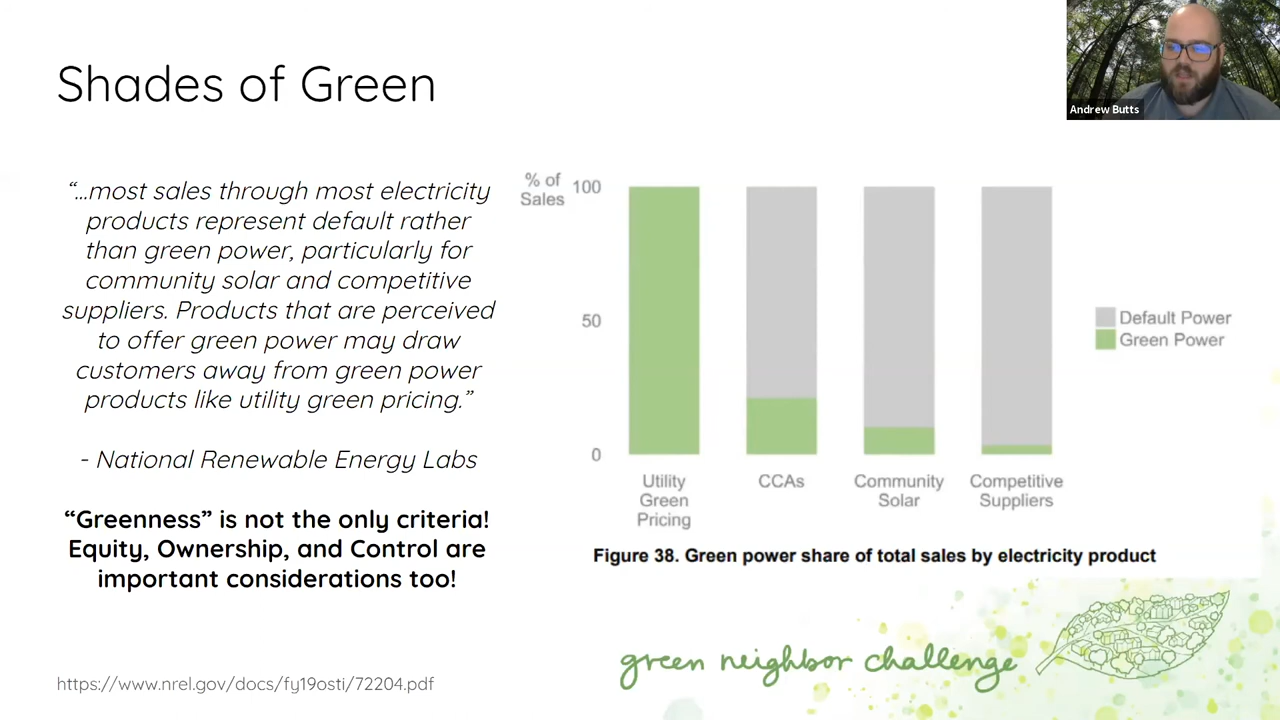 Shades of Green
Andrew Butts
“...most sales through most electricity
products represent default rather
than green power, particularly for
community solar and competitive
suppliers. Products that are perceived
to offer green power may draw
customers away from green power
products like utility green pricing.”
- National Renewable Energy Labs
“Greenness” is not the only criteria!
Equity, Ownership, and Control are
important considerations too!
https://www.nrel.gov/docs/fy19osti/72204.pdf
% of
Sales
100
50
0
Utility
Green
Pricing
CCAs
Community
Solar
Competitive
Suppliers
Default Power
Green Power
Figure 38. Green power share of total sales by electricity product
green neighbor challenge